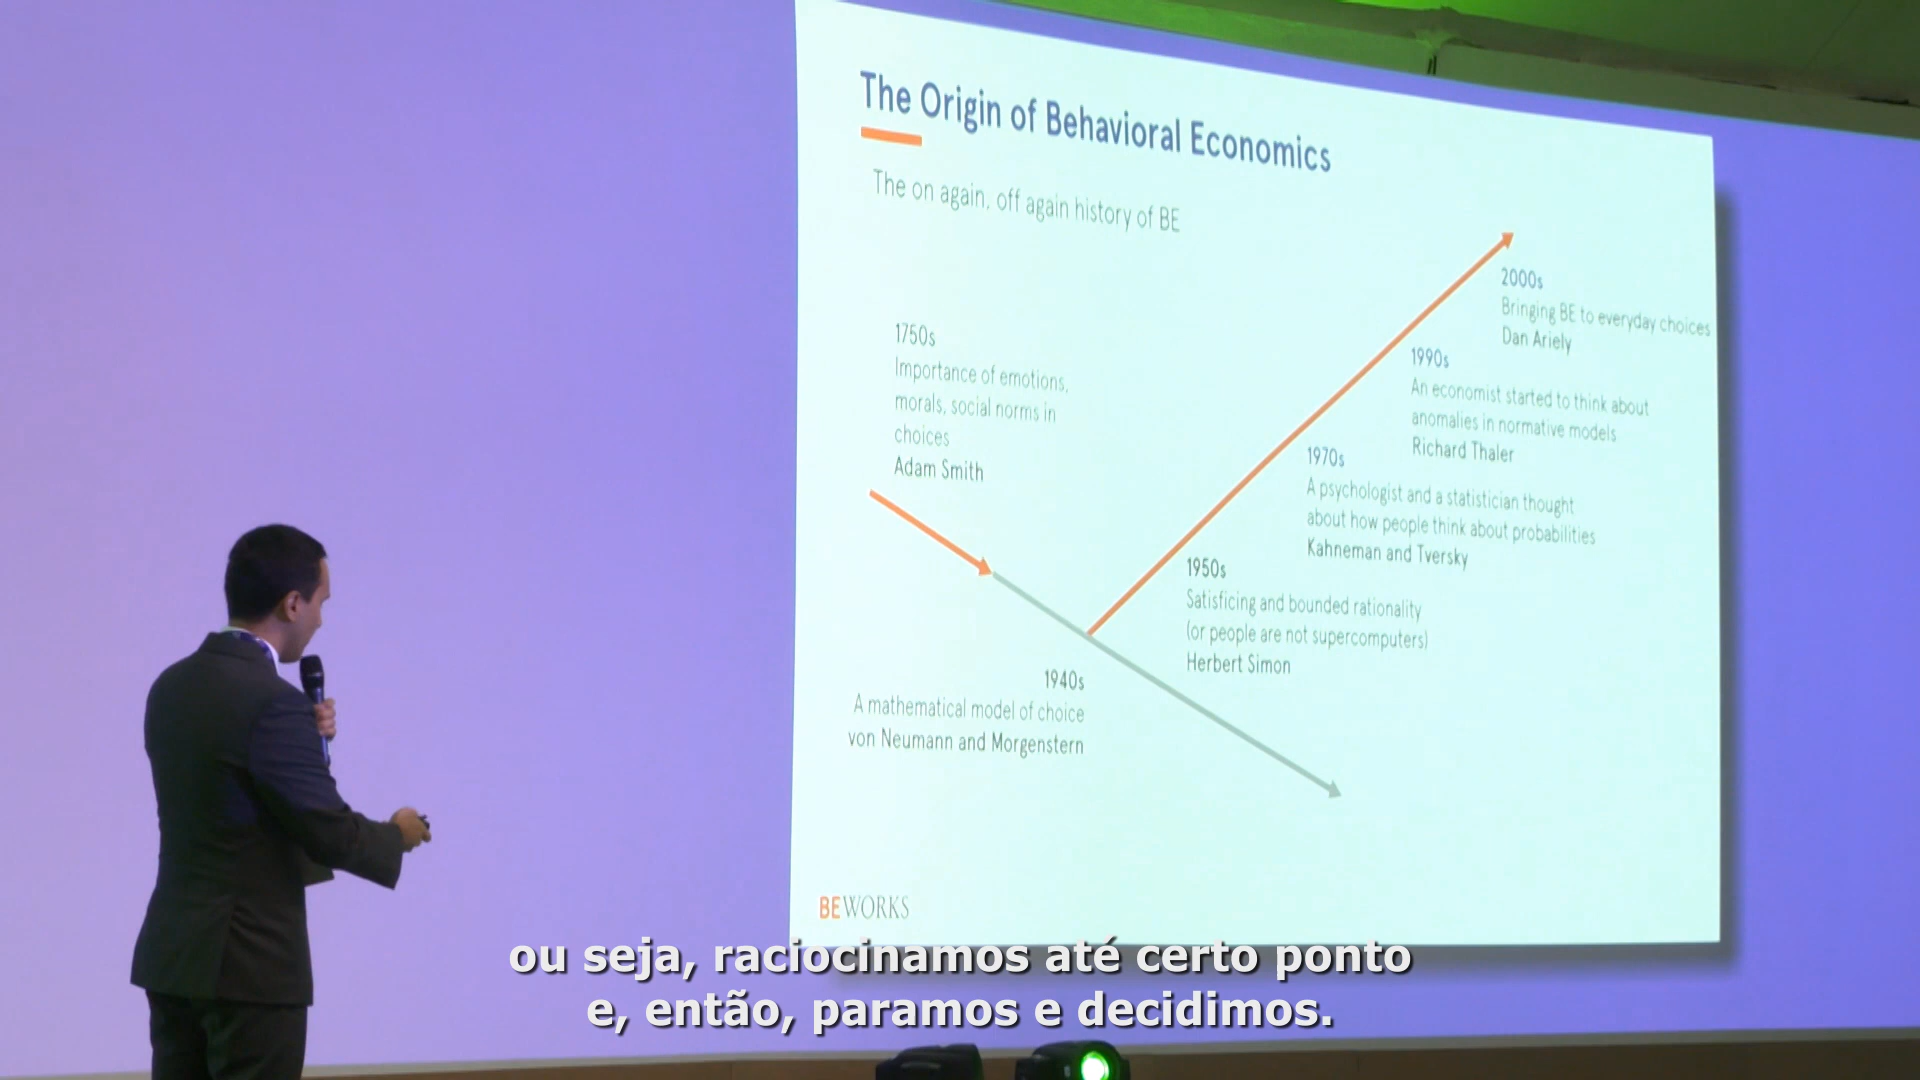 The Origin of Behavioral Economics
The on again, off again history of BE
1750s
Importance of emotions,
morals, social norms in
choices
Adam Smith
1940s
A mathematical model of choice
von Neumann and Morgenstern
1950s
Satisficing and bounded rationality
(or people are not supercomputers)
Herbert Simon
1970s
A psychologist and a statistician thought
about how people think about probabilities
Kahneman and Tversky
1990s
An economist started to think about
anomalies in normative models
Richard Thaler
2000s
Bringing BE to everyday choices
Dan Ariely
BEWORKS
ou seja, raciocinamos até certo ponto
e, então, paramos e decidimos.